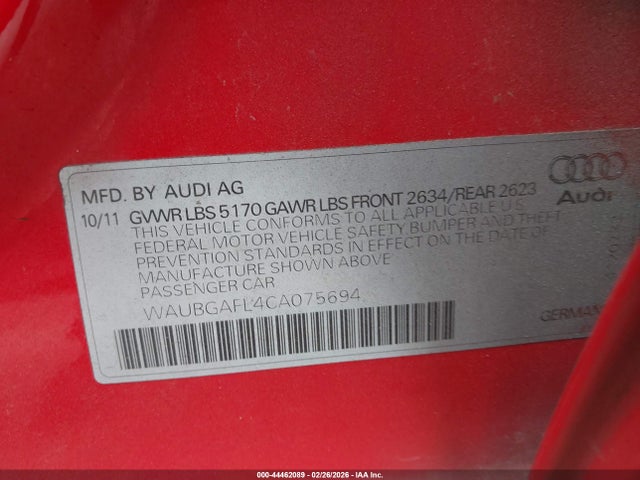 MFD. BY AUDI AG
10/11 GVWR LBS 5170 GAWR LBS FRONT 2634/REAR 2623
THIS VEHICLE CONFORMS TO ALL APPLICABLE U.S.
FEDERAL MOTOR VEHICLE SAFETY, BUMPER AND THEFT
PREVENTION STANDARDS IN EFFECT ON THE DATE OF
MANUFACTURE SHOWN ABOVE
PASSENGER CAR
WAUBGAFL4CA075694
Audi
GERMANY
000-44462089 - 02/26/2026 - IAA Inc.